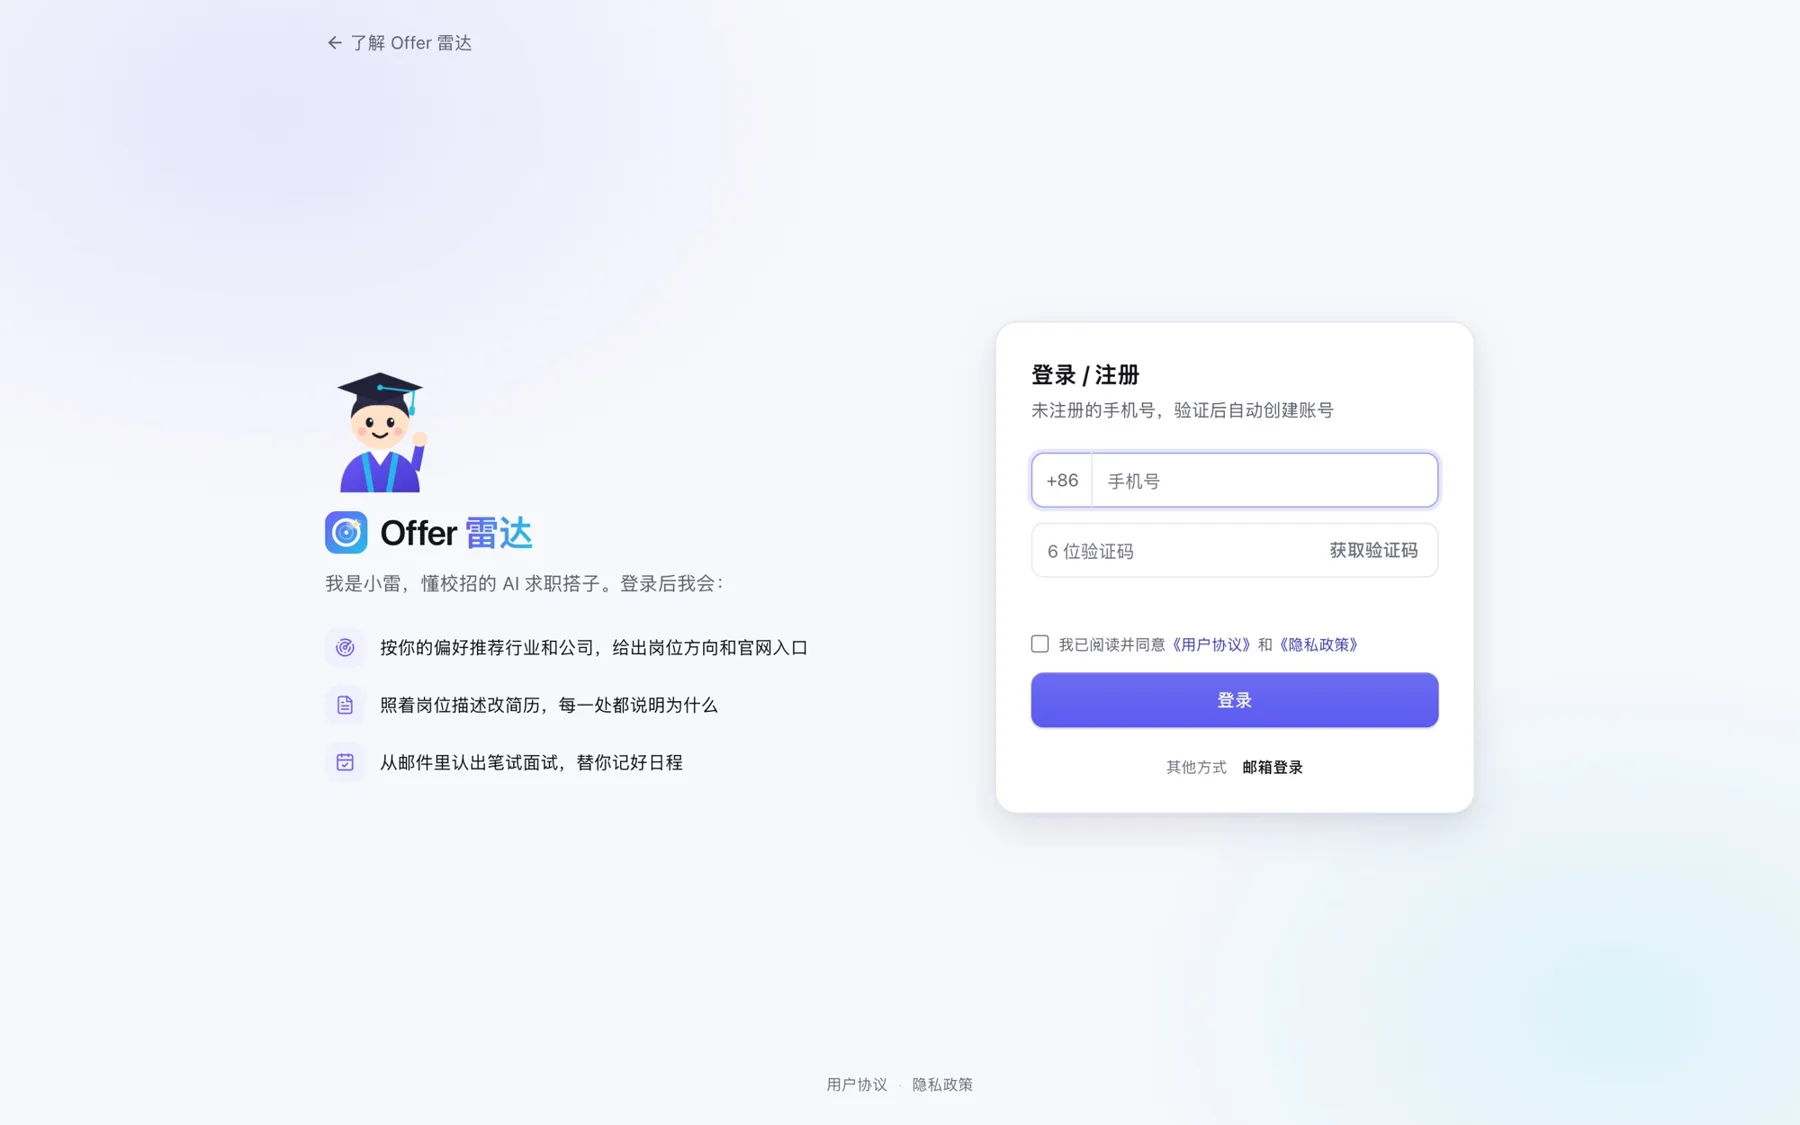 ← 了解 Offer 雷达
Offer 雷达
我是小雷，懂校招的 AI 求职搭子。登录后我会：
按你的偏好推荐行业和公司，给出岗位方向和官网入口
照着岗位描述改简历，每一处都说明为什么
从邮件里认出笔试面试，替你记好日程
登录 / 注册
未注册的手机号，验证后自动创建账号
+86 手机号
6 位验证码 获取验证码
我已阅读并同意《用户协议》和《隐私政策》
登录
其他方式 邮箱登录
用户协议 · 隐私政策